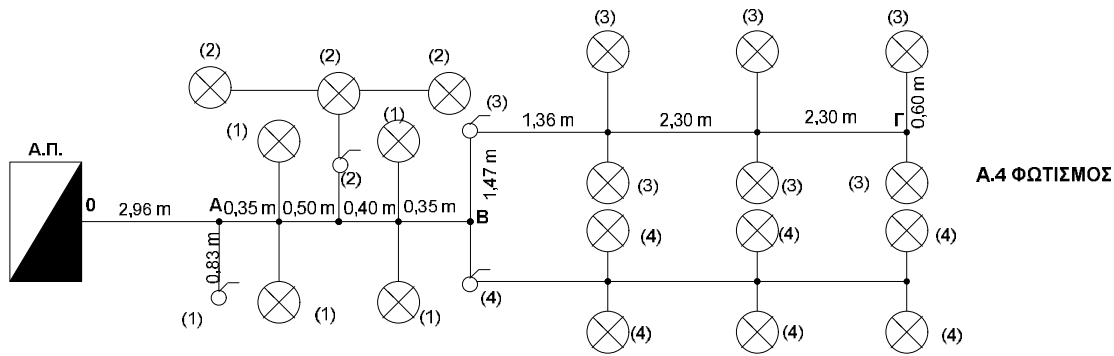 (3) (3) (3)
(2) (2) (2)
(1) (1) (3)
1,36 m 2,30 m 2,30 m Γ 0,60 m
Α.Π.
(2) 1,47 m (3) (3) (3) Α.4 ΦΩΤΙΣΜΟΣ
0 2,96 m Α 0,35 m 0,50 m 0,40 m 0,35 m Β
(4) (4) (4)
0,83 m
(1) (1) (1) (4)
(4) (4) (4)